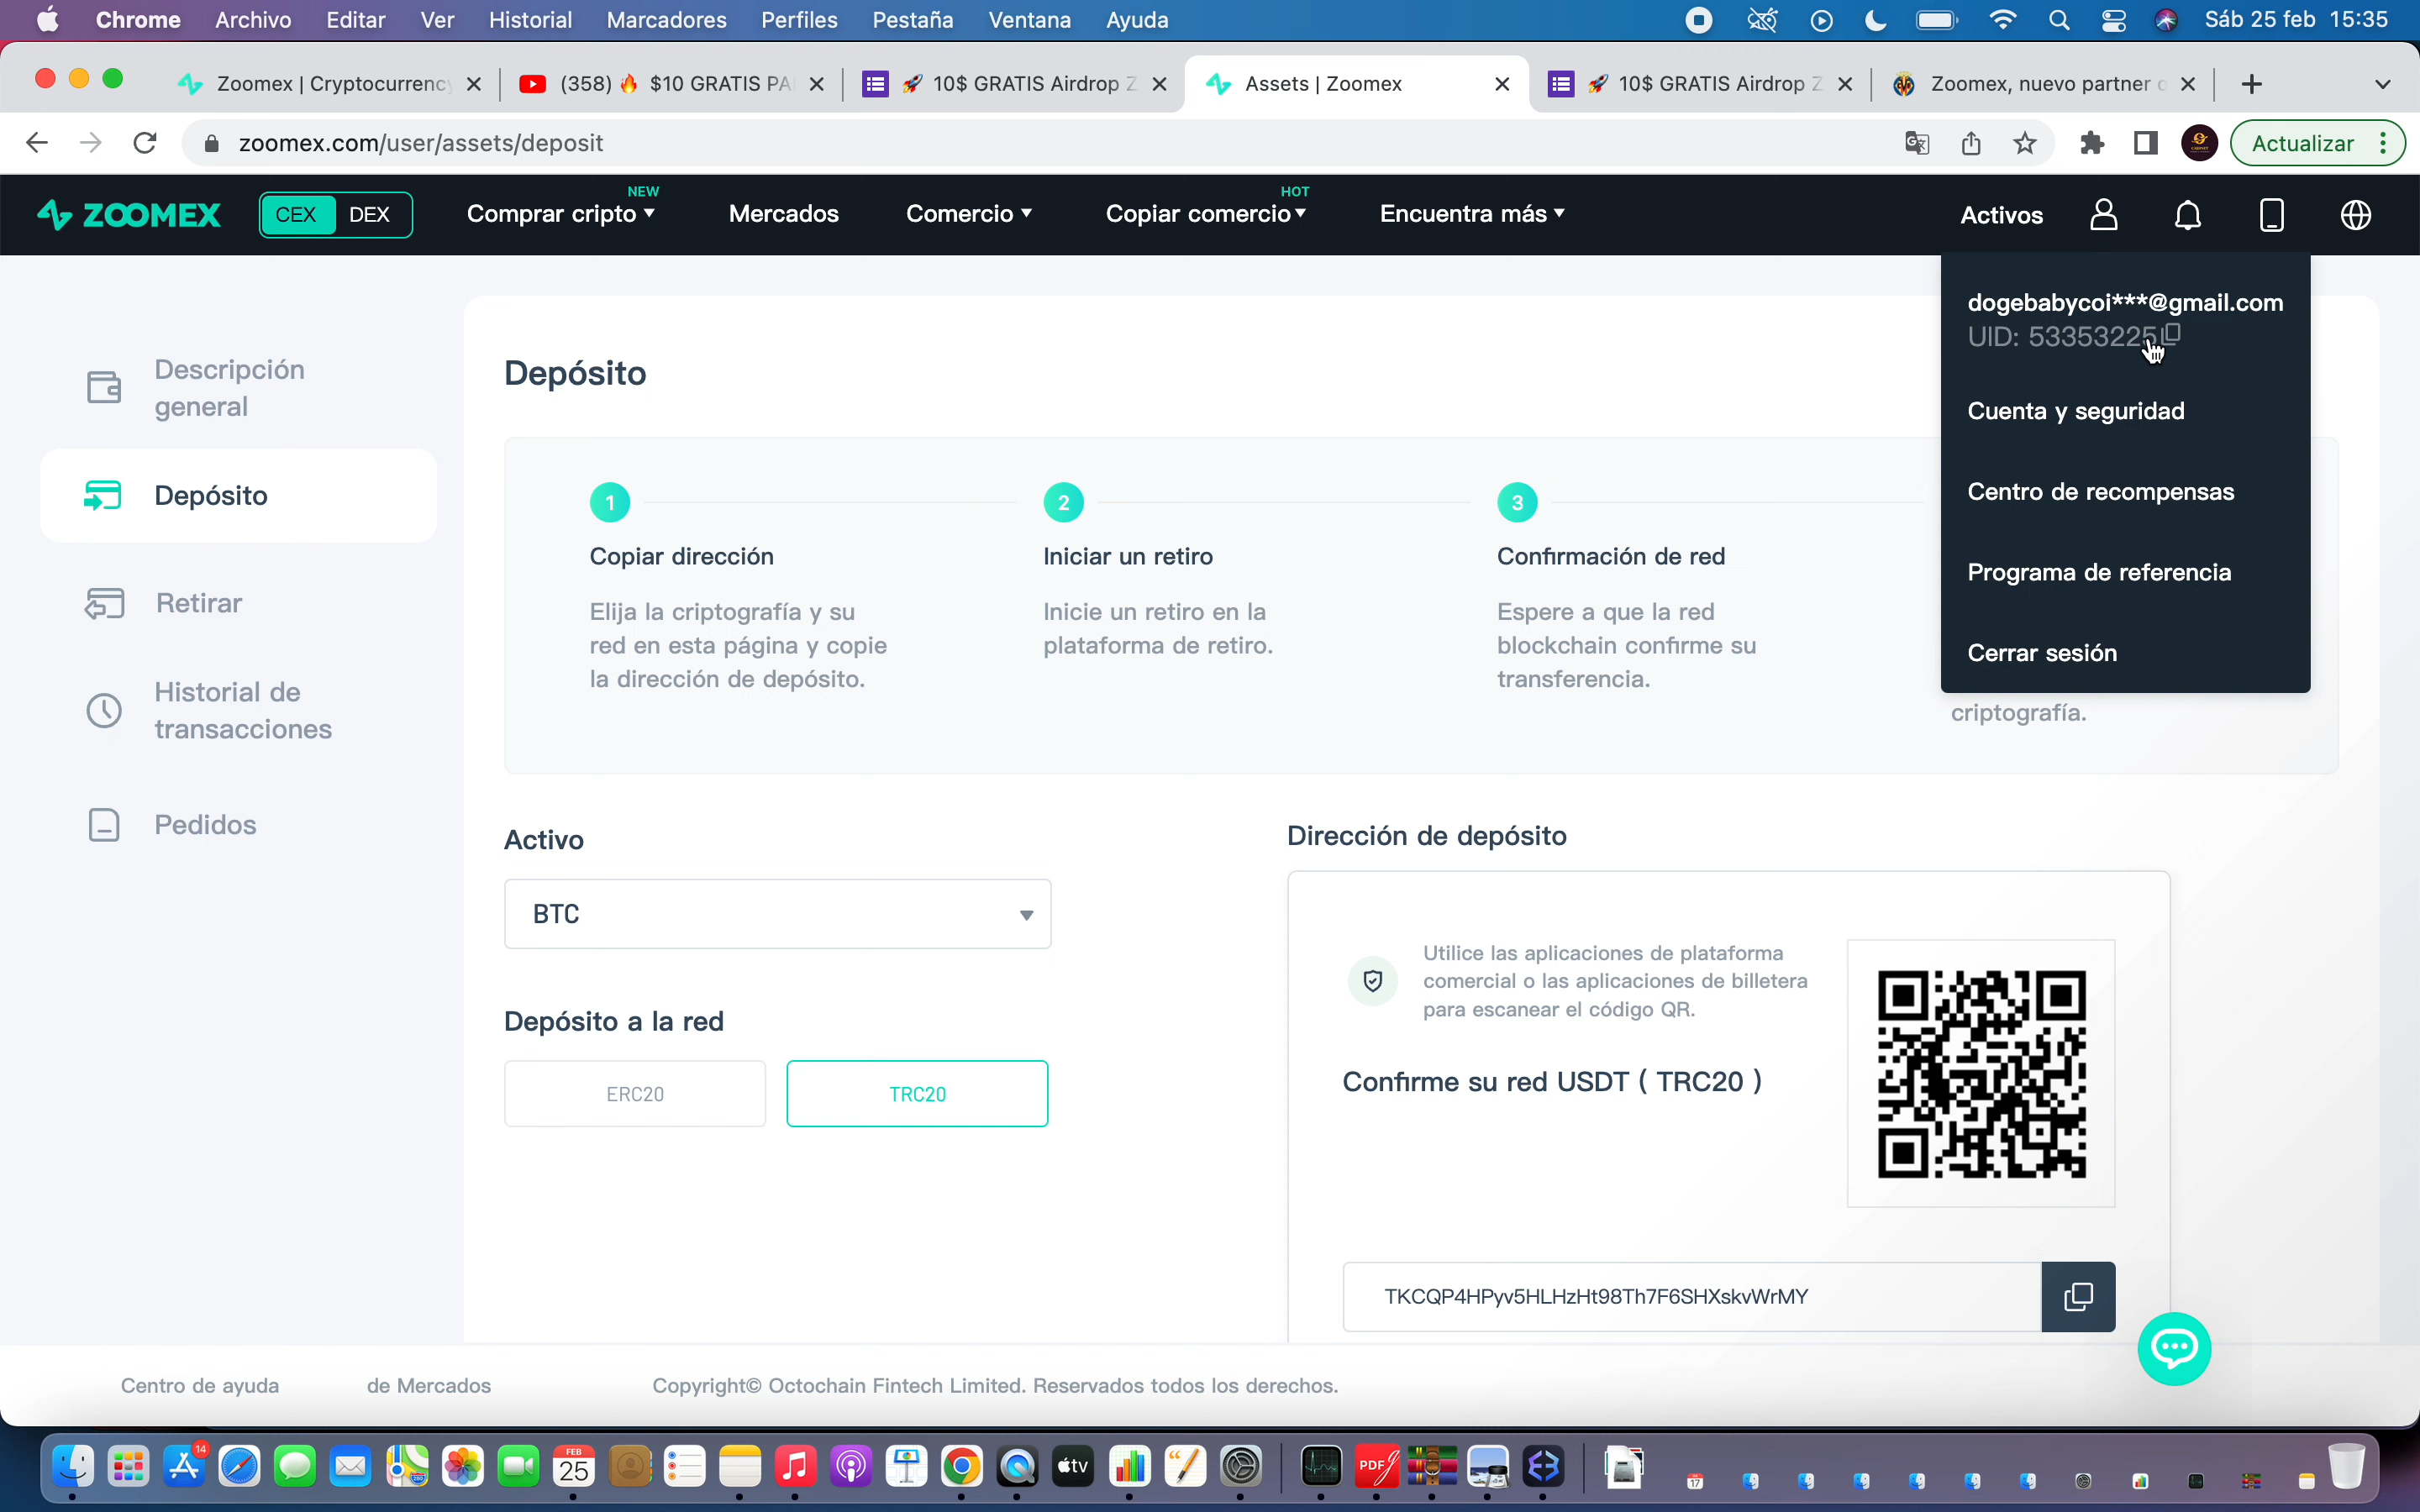 Chrome Archivo Editar Ver Historial Marcadores Perfiles Pestaña Ventana Ayuda Sáb 25 feb 15:35
Zoomex | Cryptocurrency (358) 🔥 $10 GRATIS PA 🚀 10$ GRATIS Airdrop Z Assets | Zoomex 🚀 10$ GRATIS Airdrop Z Zoomex, nuevo partner
zoomex.com/user/assets/deposit Actualizar
NEW HOT
ZOOMEX CEX DEX Comprar cripto Mercados Comercio Copiar comercio Encuentra más Activos
dogebabycoi***@gmail.com
UID: 53353225
Cuenta y seguridad
Centro de recompensas
Programa de referencia
Cerrar sesión
Descripción
general
Depósito
Retirar
Historial de
transacciones
Pedidos
Depósito
1
Copiar dirección
Elija la criptografía y su
red en esta página y copie
la dirección de depósito.
2
Iniciar un retiro
Inicie un retiro en la
plataforma de retiro.
3
Confirmación de red
Espere a que la red
blockchain confirme su
transferencia.
criptografía.
Activo
BTC
Depósito a la red
ERC20 TRC20
Dirección de depósito
Utilice las aplicaciones de plataforma
comercial o las aplicaciones de billetera
para escanear el código QR.
Confirme su red USDT ( TRC20 )
TKCQP4HPyv5HLHzHt98Th7F6SHXskvWrMY
Centro de ayuda de Mercados Copyright© Octochain Fintech Limited. Reservados todos los derechos.
14 FEB 25 tv PDF 17